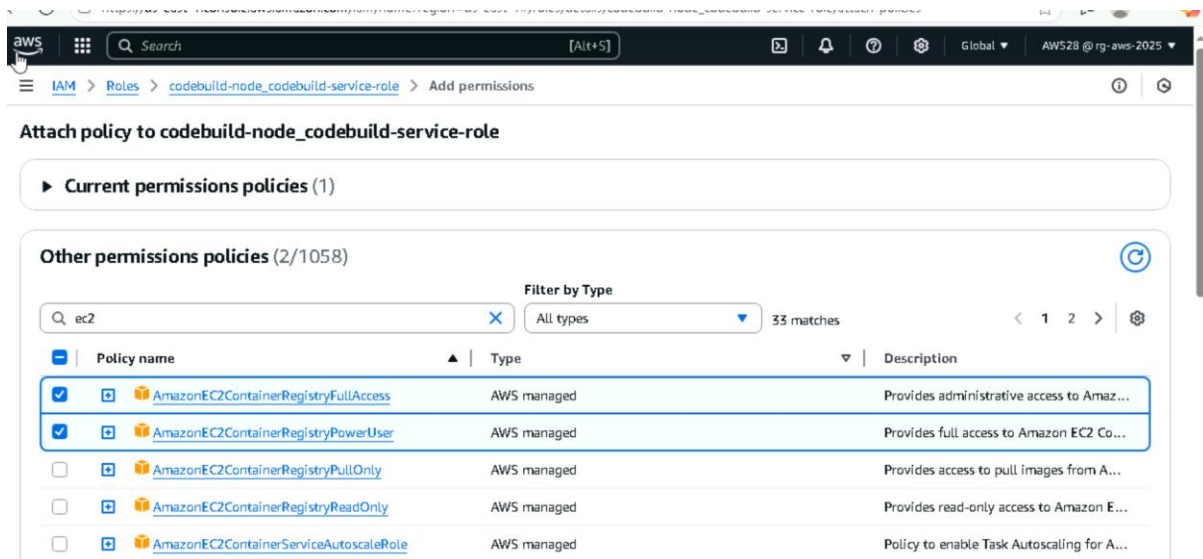 aws
Search [Alt+S] Global AWS28 @ rg-aws-2025
IAM > Roles > codebuild-node_codebuild-service-role > Add permissions
Attach policy to codebuild-node_codebuild-service-role
Current permissions policies (1)
Other permissions policies (2/1058)
Filter by Type
ec2 All types 33 matches 1 2
Policy name Type Description
AmazonEC2ContainerRegistryFullAccess AWS managed Provides administrative access to Amaz...
AmazonEC2ContainerRegistryPowerUser AWS managed Provides full access to Amazon EC2 Co...
AmazonEC2ContainerRegistryPullOnly AWS managed Provides access to pull images from A...
AmazonEC2ContainerRegistryReadOnly AWS managed Provides read-only access to Amazon E...
AmazonEC2ContainerServiceAutoscaleRole AWS managed Policy to enable Task Autoscaling for A...